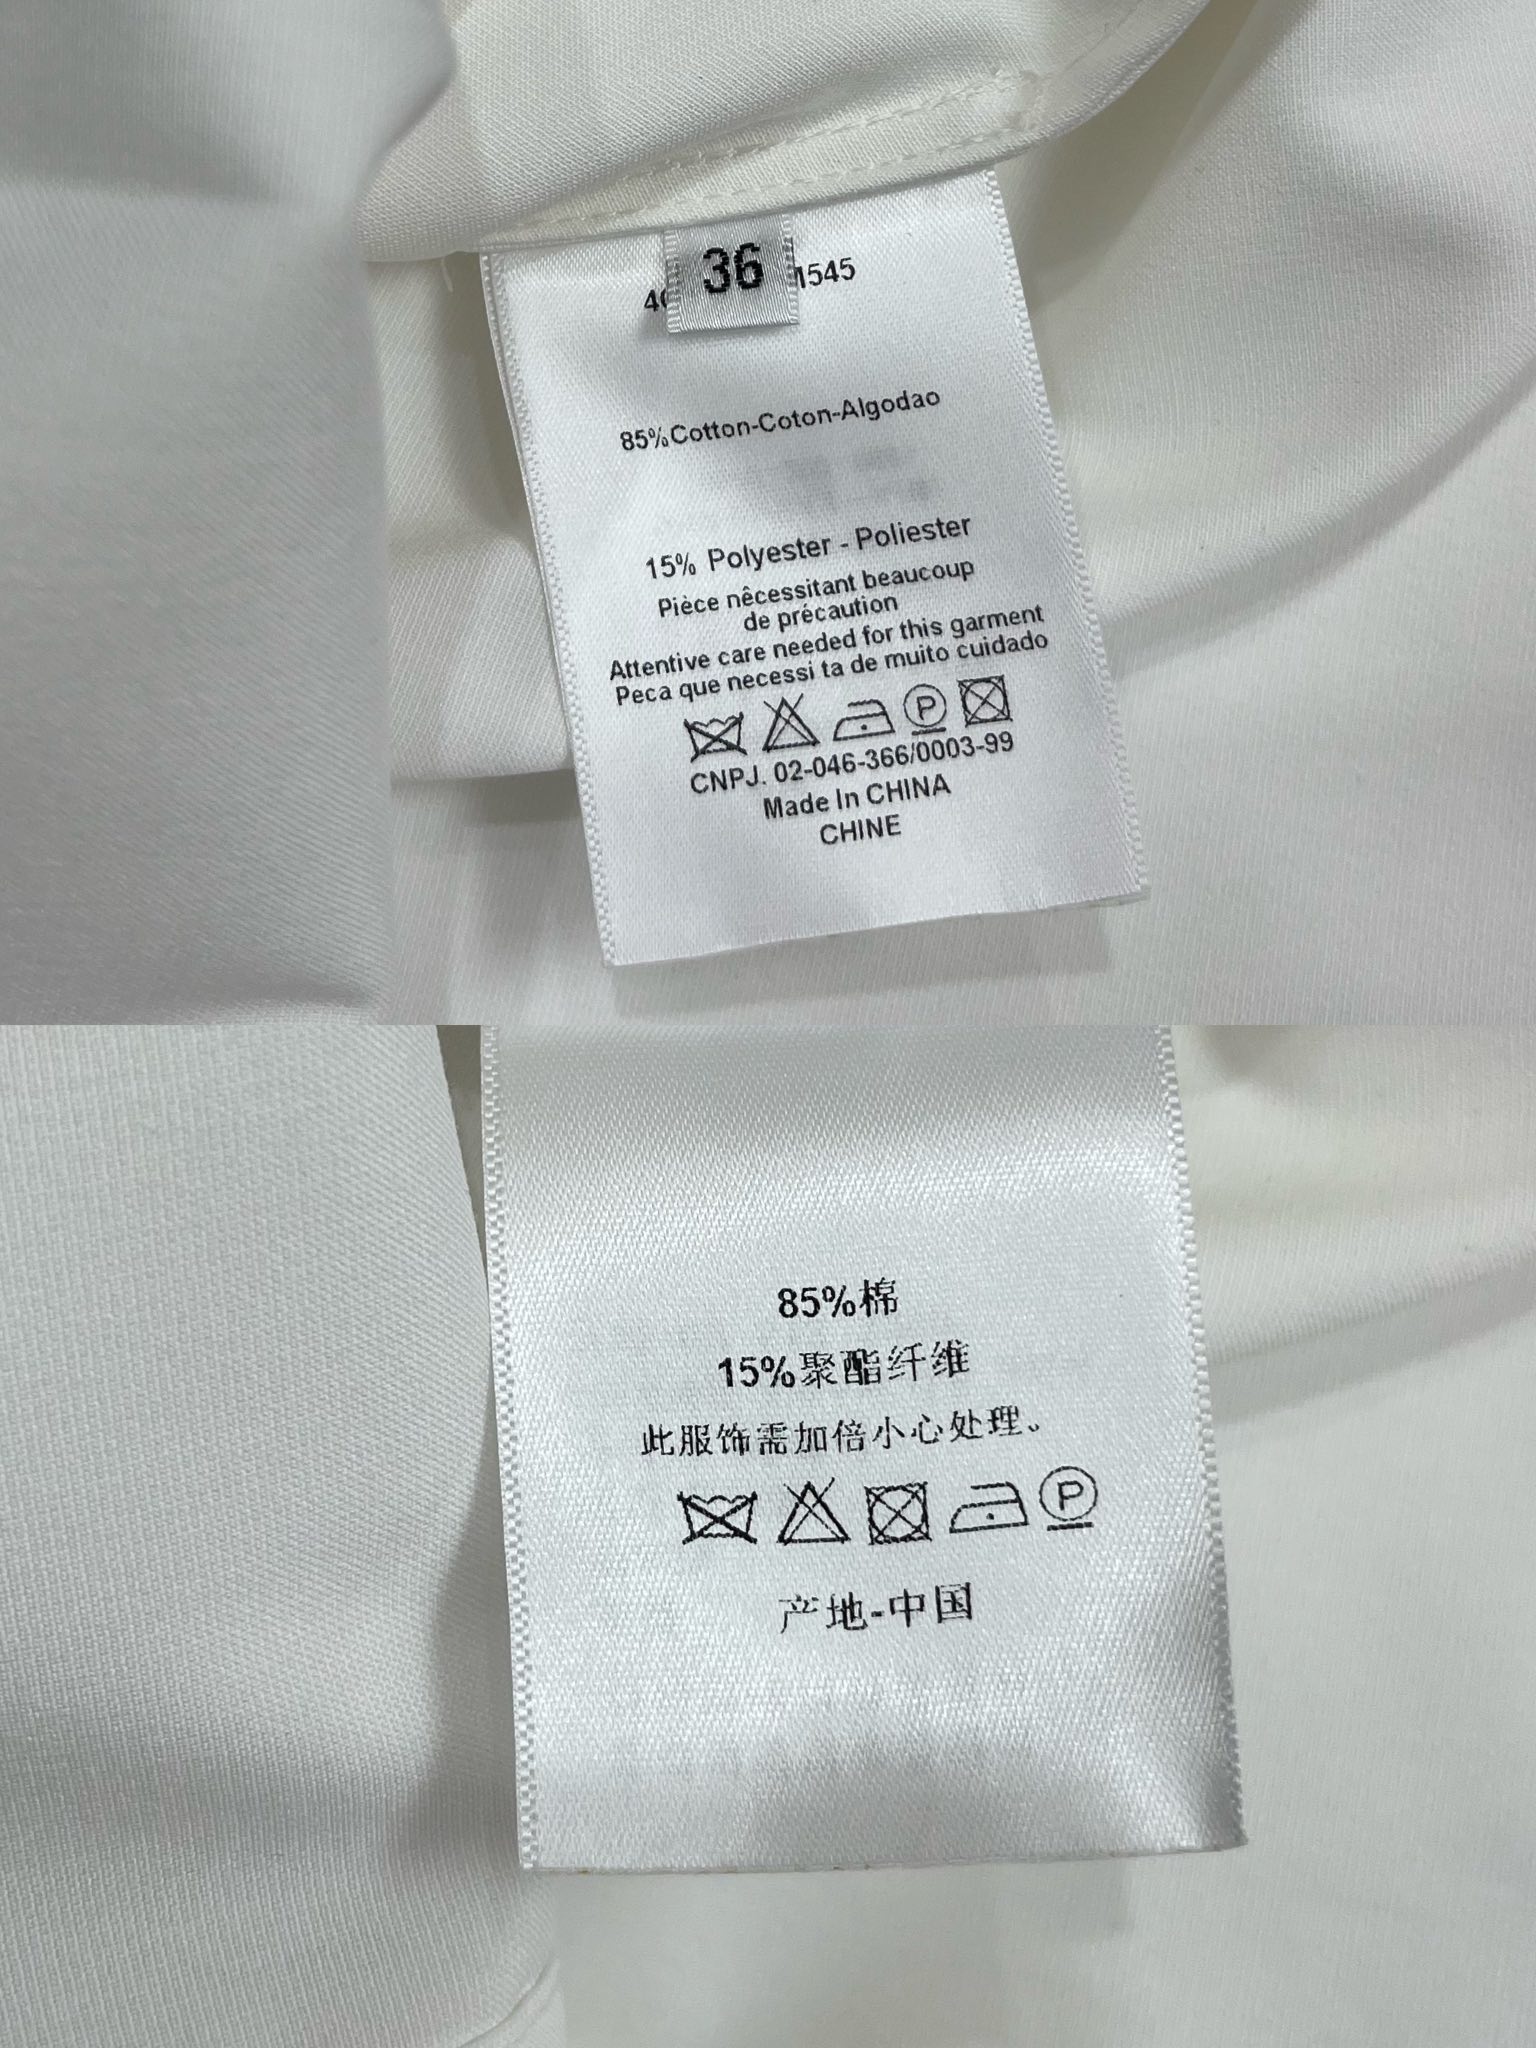 36
1545
85%Cotton-Coton-Algodao
15% Polyester - Poliester
Pièce nêcessitant beaucoup
de précaution
Attentive care needed for this garment
Peca que necessi ta de muito cuidado
P
CNPJ. 02-046-366/0003-99
Made In CHINA
CHINE
85%棉
15%聚酯纤维
此服饰需加倍小心处理。
P
产地-中国